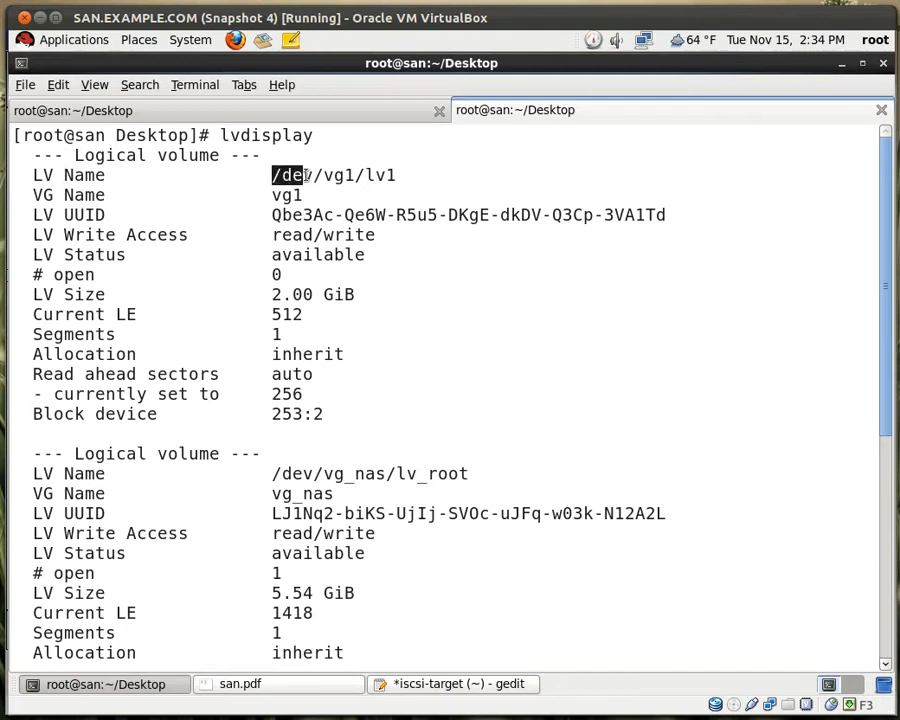 SAN.EXAMPLE.COM (Snapshot 4) [Running] - Oracle VM VirtualBox
Applications Places System 64 °F Tue Nov 15, 2:34 PM root
root@san:~/Desktop
File Edit View Search Terminal Tabs Help
root@san:~/Desktop root@san:~/Desktop
[root@san Desktop]# lvdisplay
--- Logical volume ---
LV Name /dev/vg1/lv1
VG Name vg1
LV UUID Qbe3Ac-Qe6W-R5u5-DKgE-dkDV-Q3Cp-3VA1Td
LV Write Access read/write
LV Status available
# open 0
LV Size 2.00 GiB
Current LE 512
Segments 1
Allocation inherit
Read ahead sectors auto
- currently set to 256
Block device 253:2
--- Logical volume ---
LV Name /dev/vg_nas/lv_root
VG Name vg_nas
LV UUID LJ1Nq2-biKS-UjIj-SVOc-uJFq-w03k-N12A2L
LV Write Access read/write
LV Status available
# open 1
LV Size 5.54 GiB
Current LE 1418
Segments 1
Allocation inherit
root@san:~/Desktop san.pdf *iscsi-target (~) - gedit
F3